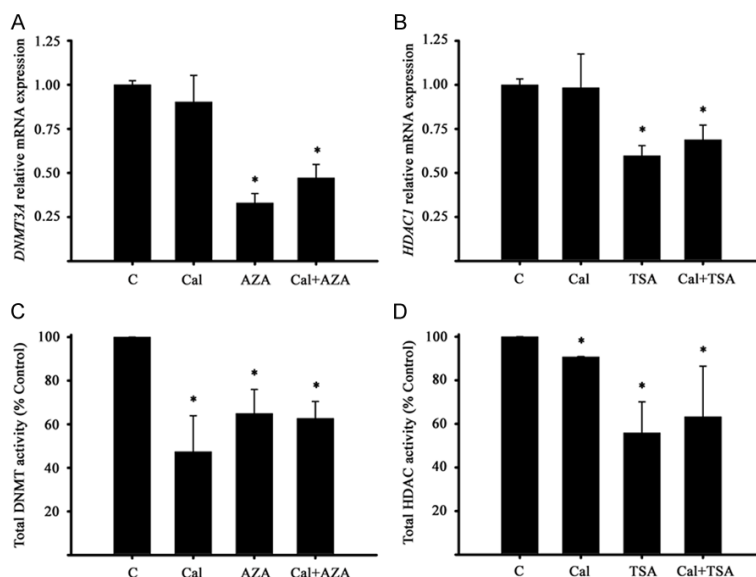 A
DNMT3A relative mRNA expression
1.25
1.00
0.75
0.50
0.25
*
*
C Cal AZA Cal+AZA
B
HDAC1 relative mRNA expression
1.25
1.00
0.75
0.50
0.25
*
*
C Cal TSA Cal+TSA
C
Total DNMT activity (% Control)
100
80
60
40
20
*
*
*
C Cal AZA Cal+AZA
D
Total HDAC activity (% Control)
100
80
60
40
20
*
*
*
C Cal TSA Cal+TSA